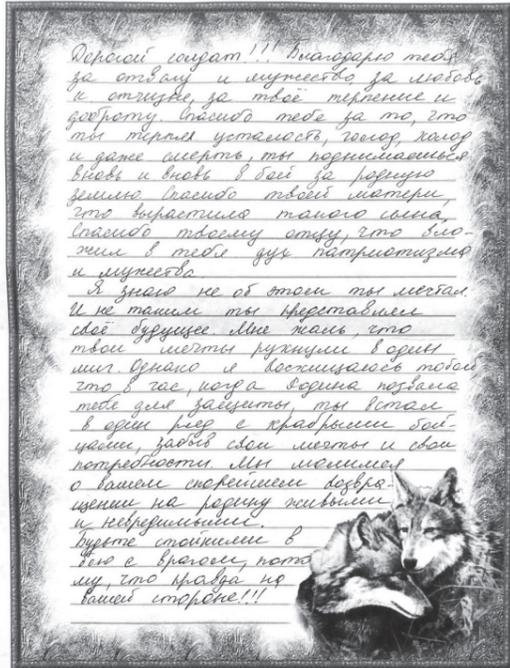 Дорогой солдат!!! Благодарю тебя
за отвагу и мужество за любовь
к отчизне, за твоё терпение и
доброту. Спасибо тебе за то, что
ты терпя усталость, голод, холод
и даже смерть, ты поднимаешься
вновь и вновь в бой за родную
землю. Спасибо твоей матери,
что вырастила такого сына,
Спасибо твоему отцу, что вло-
жил в тебя дух патриотизма
и мужества.
Я знаю не об этом ты мечтал.
И не таким ты представлял
своё будущее. Мне жаль, что
твои мечты рухнули в один
миг. Однако я восхищаюсь тобой
что в час, когда Родина позвала
тебя для защиты, ты встал
в один ряд с храбрыми бой-
цами, забыв свои мечты и свои
потребности. Мы молимся
о вашем скорейшем возвра-
щении на родину живыми
и невредимыми.
Будьте стойкими в
бою с врагом, пото
му, что правда на
вашей стороне!!!